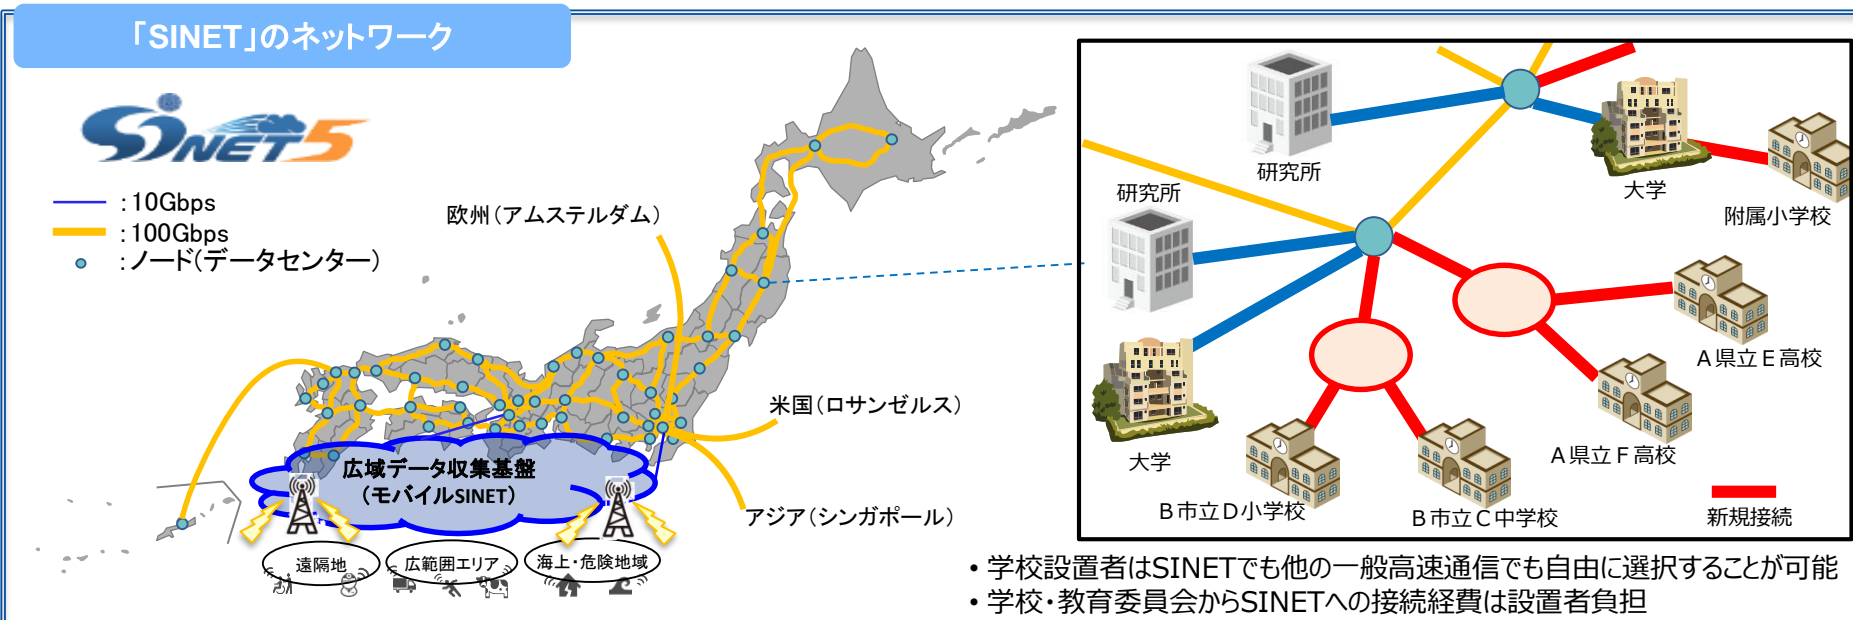 「SINET」のネットワーク
SINET5
：10Gbps
：100Gbps
：ノード(データセンター)
欧州（アムステルダム）
米国（ロサンゼルス）
アジア（シンガポール）
広域データ収集基盤
（モバイルSINET）
遠隔地
広範囲エリア
海上・危険地域
研究所
研究所
大学
附属小学校
大学
A県立E高校
A県立F高校
B市立D小学校
B市立C中学校
新規接続
• 学校設置者はSINETでも他の一般高速通信でも自由に選択することが可能
• 学校・教育委員会からSINETへの接続経費は設置者負担